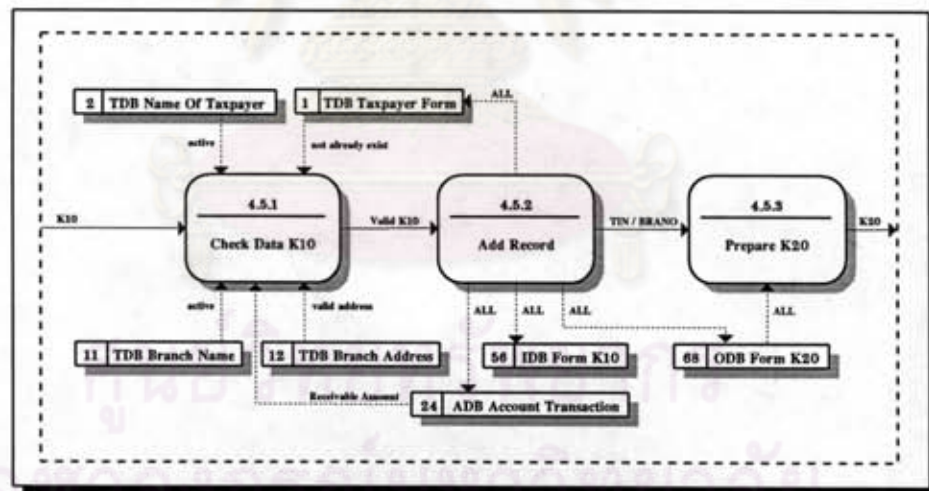 2 TDB Name Of Taxpayer
1 TDB Taxpayer Form
ALL
active
not already exist
K10
4.5.1
Check Data K10
Valid K10
4.5.2
Add Record
TIN / BRANO
4.5.3
Prepare K20
K20
active
valid address
ALL
ALL
ALL
ALL
11 TDB Branch Name
12 TDB Branch Address
56 IDB Form K10
68 ODB Form K20
Receivable Amount
24 ADB Account Transaction